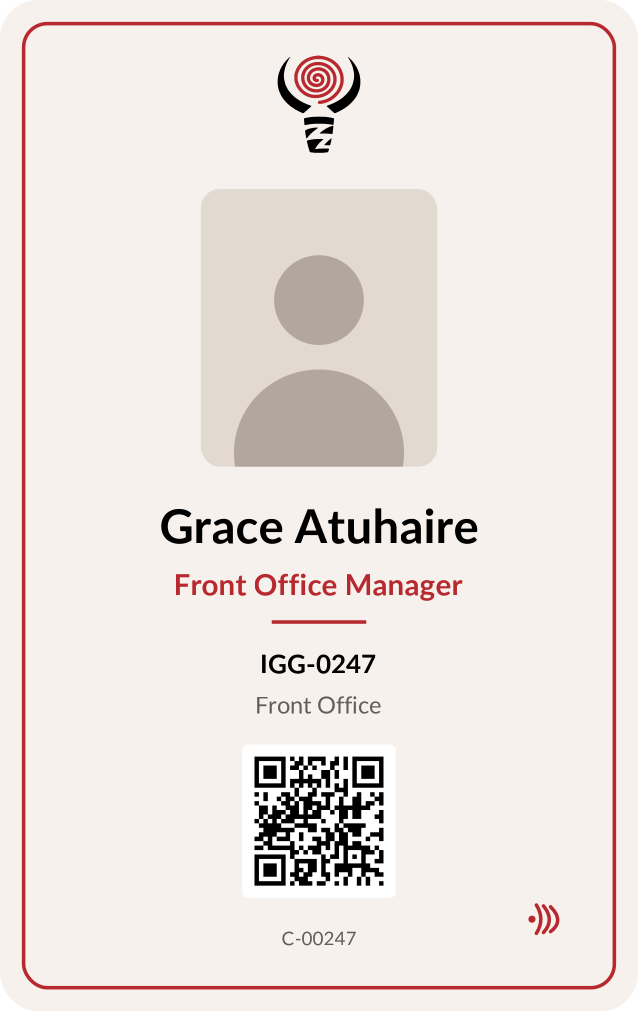 Grace Atuhaire
Front Office Manager
IGG-0247
Front Office
C-00247